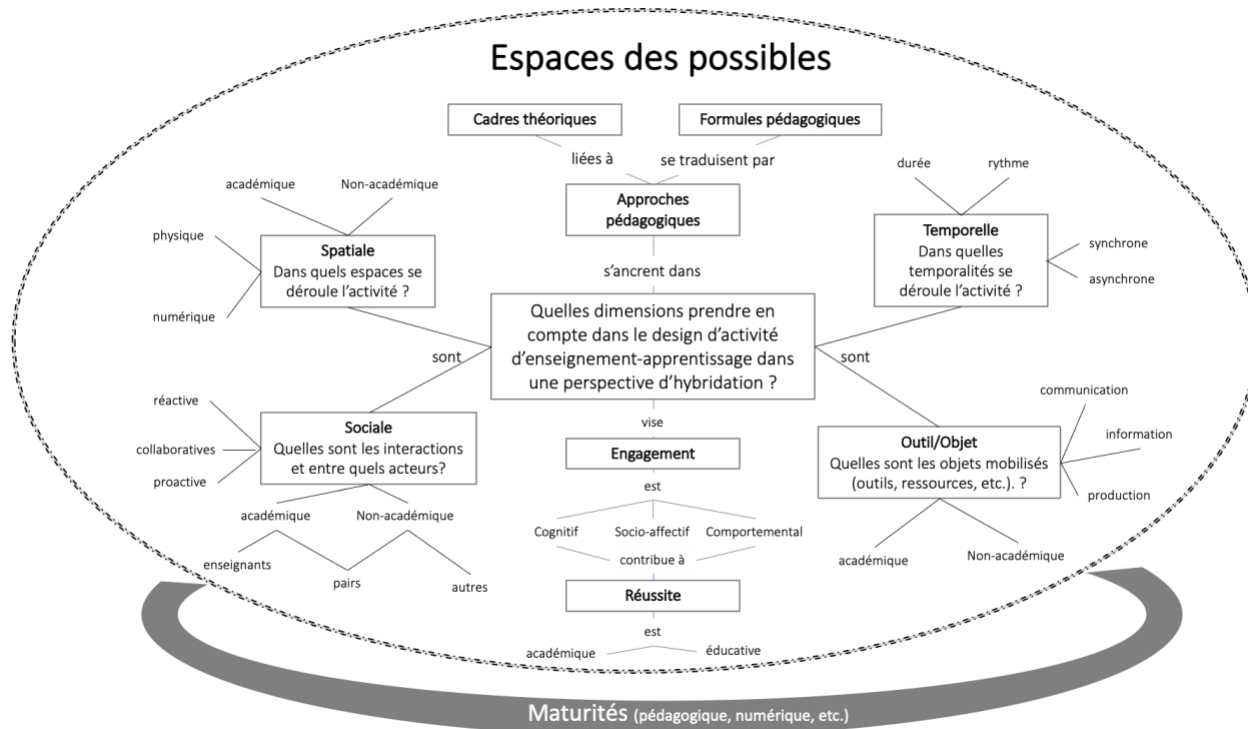 Espaces des possibles
Cadres théoriques
Formules pédagogiques
liées à
se traduisent par
Approches
pédagogiques
s'ancrent dans
académique
Non-académique
physique
numérique
Spatiale
Dans quels espaces se
déroule l'activité ?
durée
rythme
Temporelle
Dans quelles
temporalités se
déroule l'activité ?
synchrone
asynchrone
Quelles dimensions prendre en
compte dans le design d'activité
d'enseignement-apprentissage dans
une perspective d'hybridation ?
sont
sont
réactive
collaboratives
proactive
Sociale
Quelles sont les interactions
et entre quels acteurs?
académique
Non-académique
enseignants
pairs
autres
vise
Engagement
est
Cognitif
Socio-affectif
Comportemental
contribue à
Réussite
est
académique
éducative
communication
information
production
Outil/Objet
Quelles sont les objets mobilisés
(outils, ressources, etc.). ?
académique
Non-académique
Maturités (pédagogique, numérique, etc.)